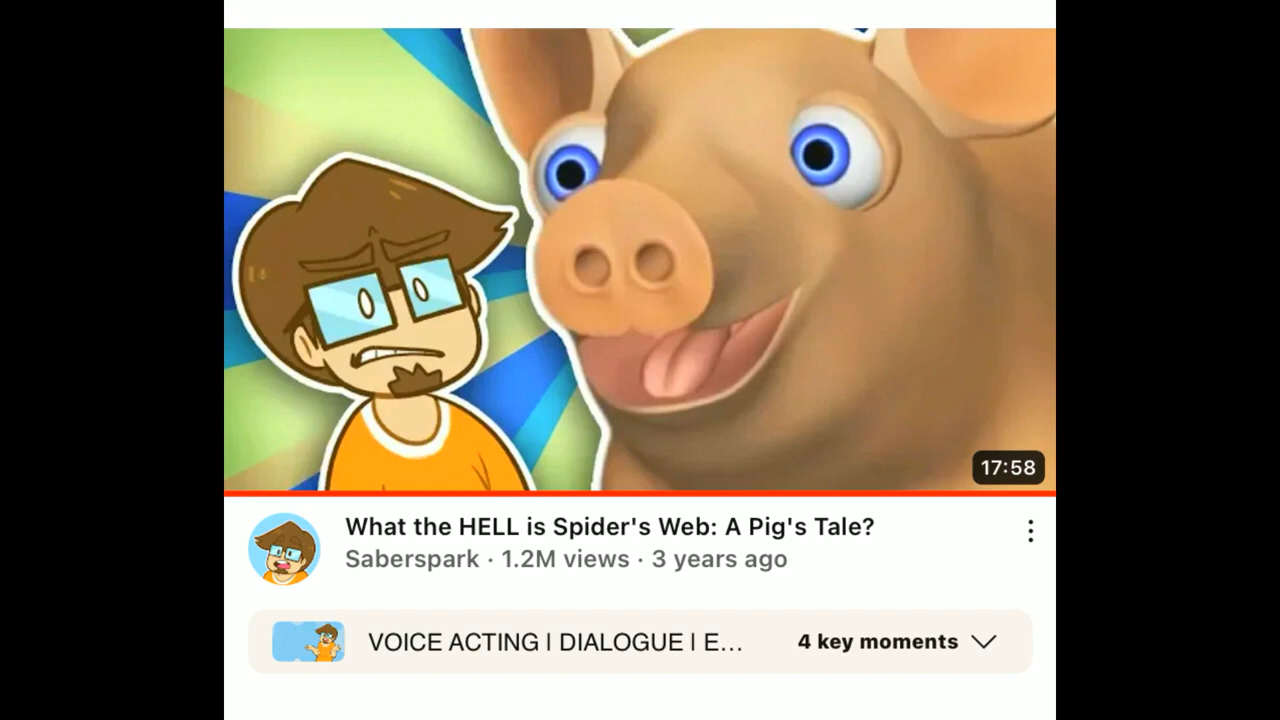 17:58
What the HELL is Spider's Web: A Pig's Tale?
Saberspark · 1.2M views · 3 years ago
VOICE ACTING | DIALOGUE | E... 4 key moments